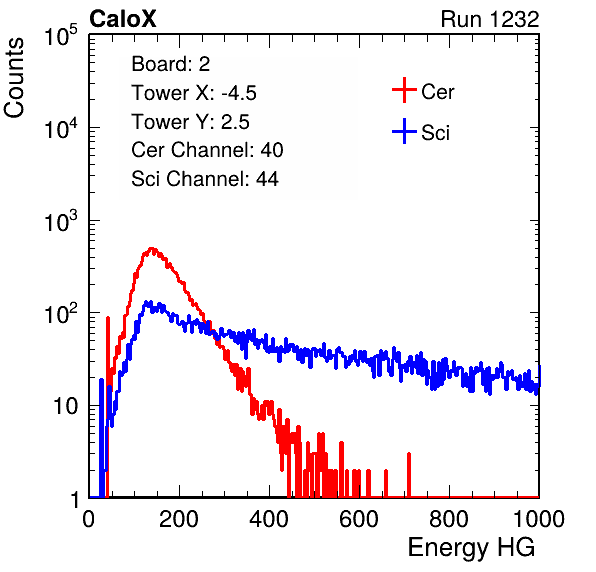 CaloX Run 1232
Counts
10^5
10^4
10^3
10^2
10
1
Board: 2
Tower X: -4.5
Tower Y: 2.5
Cer Channel: 40
Sci Channel: 44
Cer
Sci
0 200 400 600 800 1000
Energy HG